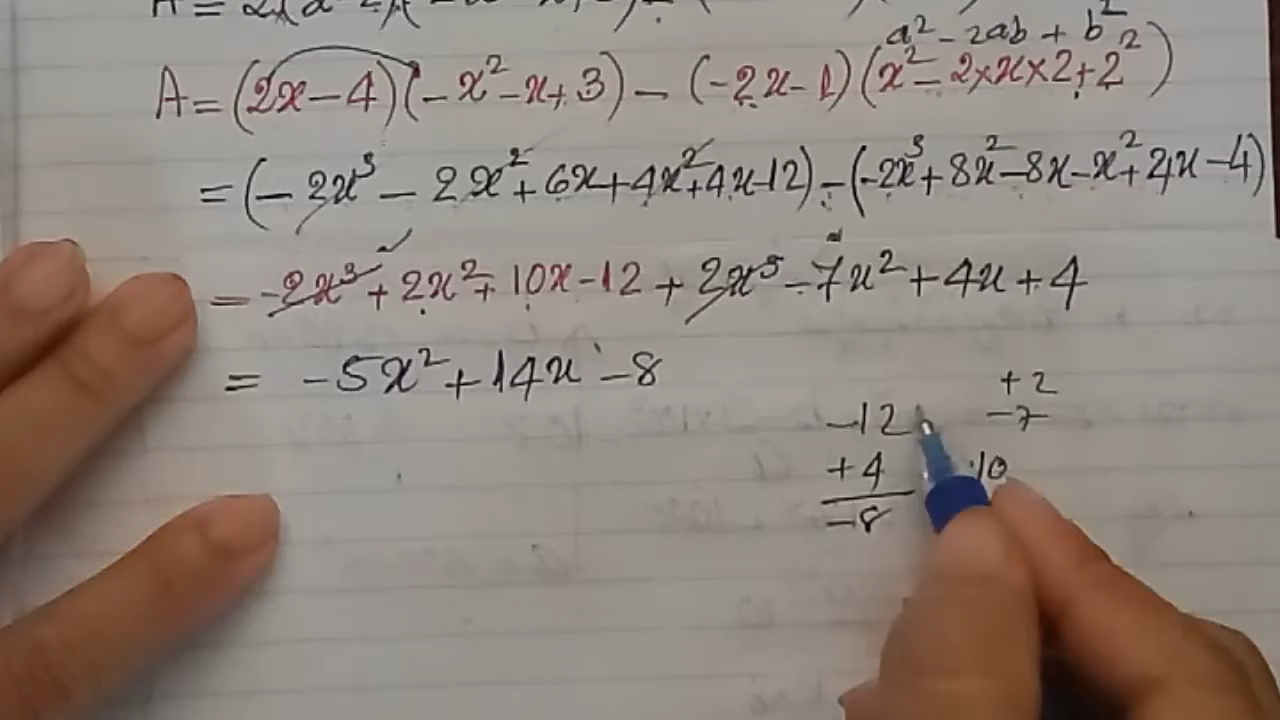 a² - 2ab + b²
A = (2x - 4)(-x² - x + 3) - (-2x - 1)(x² - 2×x×2 + 2²)
= (-2x³ - 2x² + 6x + 4x² + 4x - 12) - (-2x³ + 8x² - 8x - x² + 4x - 4)
= -2x³ + 2x² + 10x - 12 + 2x³ - 7x² + 4x + 4
= -5x² + 14x - 8
+2
-7
-12
+4
10
-8